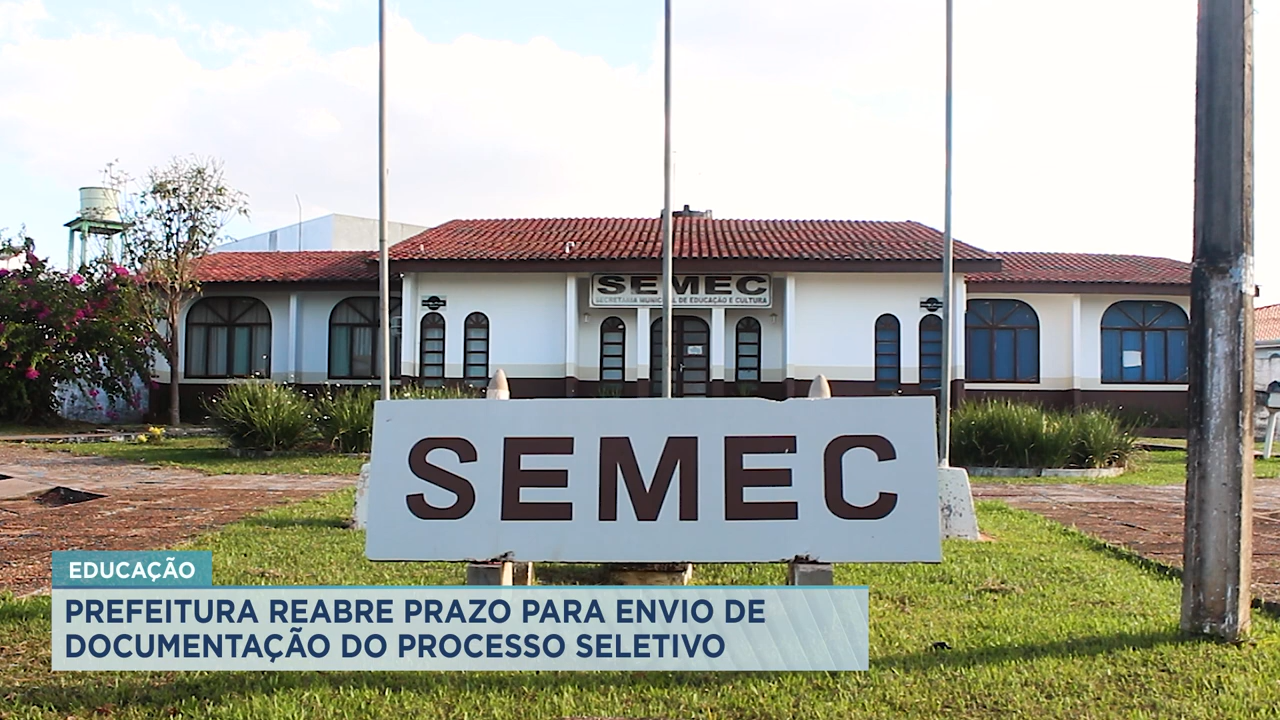 SEMEC
SECRETARIA MUNICIPAL DE EDUCAÇÃO E CULTURA
SEMEC
EDUCAÇÃO
PREFEITURA REABRE PRAZO PARA ENVIO DE
DOCUMENTAÇÃO DO PROCESSO SELETIVO